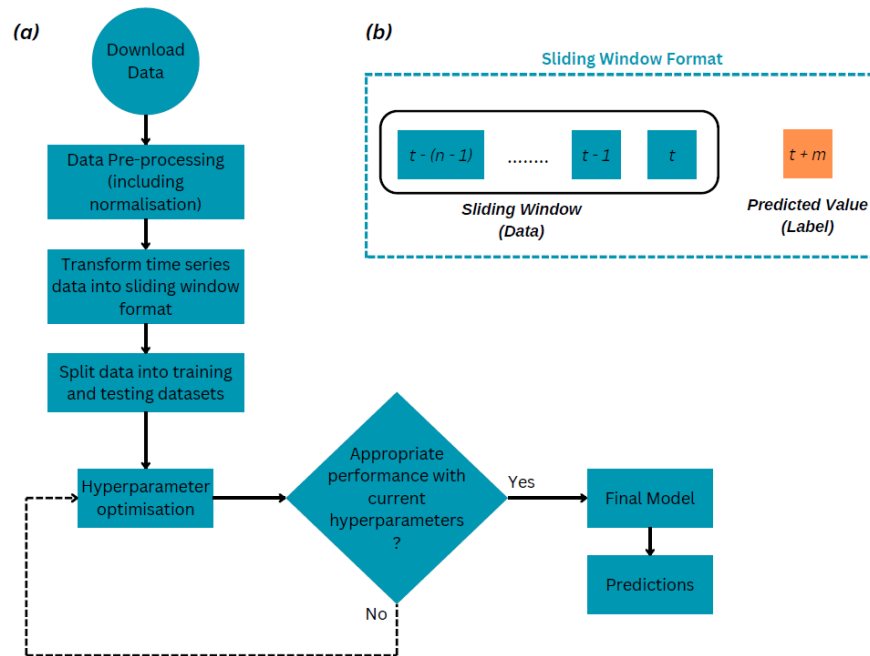 (a)
Download
Data
Data Pre-processing
(including
normalisation)
Transform time series
data into sliding window
format
Split data into training
and testing datasets
Hyperparameter
optimisation
Appropriate
performance with
current
hyperparameters
?
Yes
No
Final Model
Predictions
(b)
Sliding Window Format
t - (n - 1)
........
t - 1
t
t + m
Sliding Window
(Data)
Predicted Value
(Label)